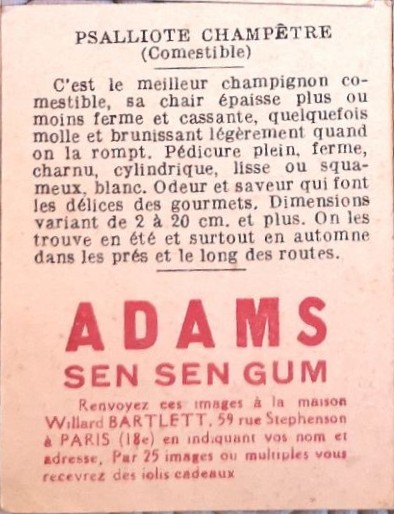 PSALLIOTE CHAMPÊTRE
(Comestible)
C'est le meilleur champignon co-
mestible, sa chair épaisse plus ou
moins ferme et cassante, quelquefois
molle et brunissant légèrement quand
on la rompt. Pédicure plein, ferme,
charnu, cylindrique, lisse ou squa-
meux, blanc. Odeur et saveur qui font
les délices des gourmets. Dimensions
variant de 2 à 20 cm. et plus. On les
trouve en été et surtout en automne
dans les prés et le long des routes.
ADAMS
SEN SEN GUM
Renvoyez ces images à la maison
Willard BARTLETT, 59 rue Stephenson
à PARIS (18e) en indiquant vos nom et
adresse, Par 25 images ou multiples vous
recevrez des jolis cadeaux